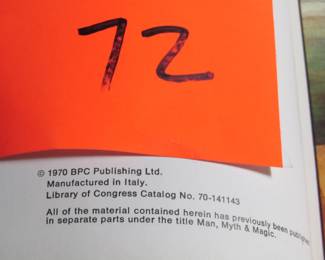 72
© 1970 BPC Publishing Ltd.
Manufactured in Italy.
Library of Congress Catalog No. 70-141143
All of the material contained herein has previously been published
in separate parts under the title Man, Myth & Magic.